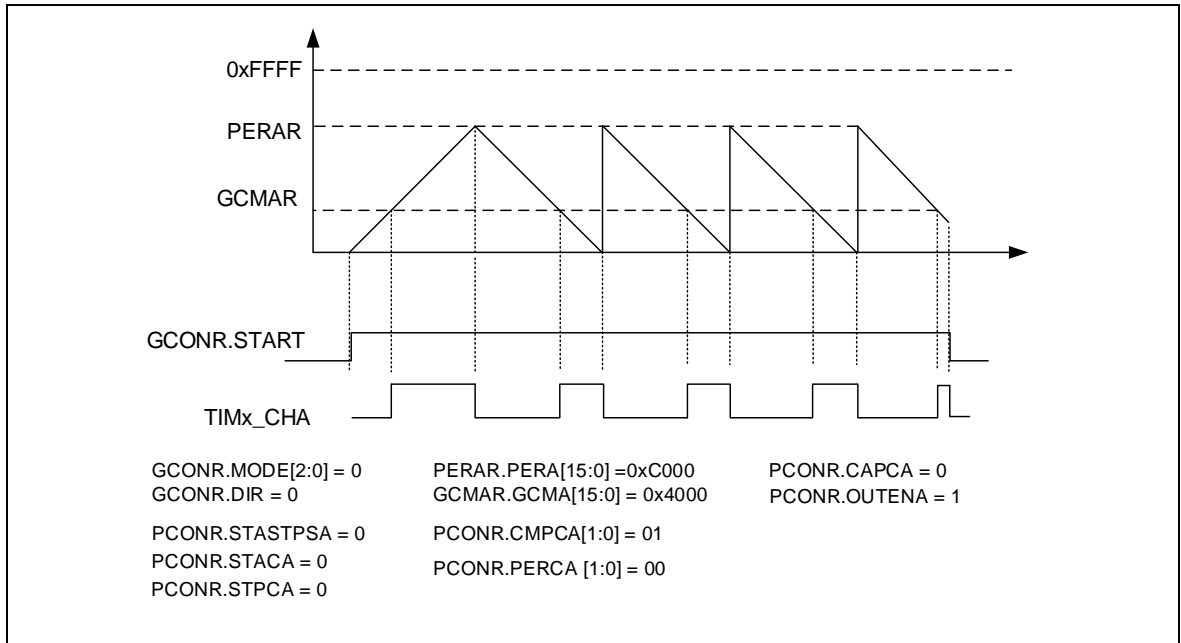 0xFFFF
PERAR
GCMAR
GCONR.START
TIMx_CHA
GCONR.MODE[2:0] = 0
GCONR.DIR = 0
PCONR.STASTPSA = 0
PCONR.STACA = 0
PCONR.STPCA = 0
PERAR.PERA[15:0] =0xC000
GCMAR.GCMA[15:0] = 0x4000
PCONR.CMPCA[1:0] = 01
PCONR.PERCA [1:0] = 00
PCONR.CAPCA = 0
PCONR.OUTENA = 1